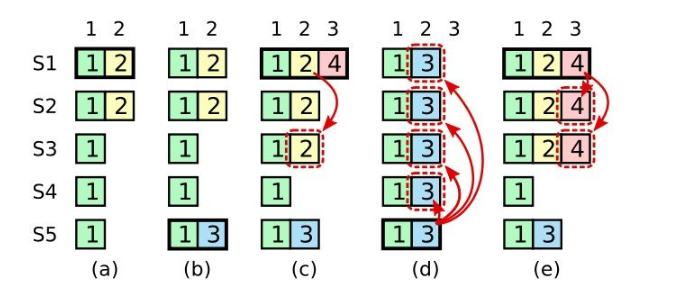 1 2 1 2 1 2 3 1 2 3 1 2 3
S1 1 2 1 2 1 2 4 1 3 1 2 4
S2 1 2 1 2 1 2 1 3 1 2 4
S3 1 1 1 2 1 3 1 2 4
S4 1 1 1 1 3 1
S5 1 1 3 1 3 1 3 1 3
(a) (b) (c) (d) (e)